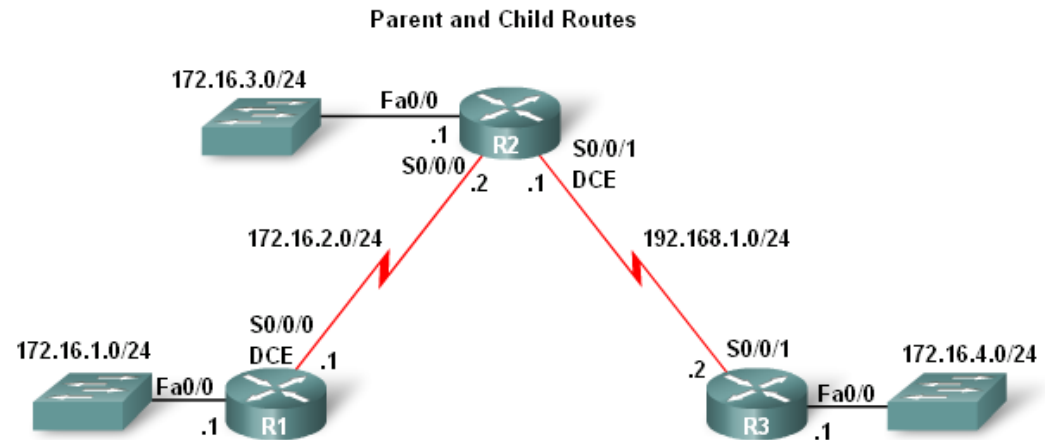 Parent and Child Routes
172.16.3.0/24
Fa0/0
.1
R2
S0/0/0
.2
.1
S0/0/1
DCE
172.16.2.0/24
192.168.1.0/24
S0/0/0
DCE
.1
172.16.1.0/24
Fa0/0
.1
R1
.2
S0/0/1
172.16.4.0/24
R3
Fa0/0
.1